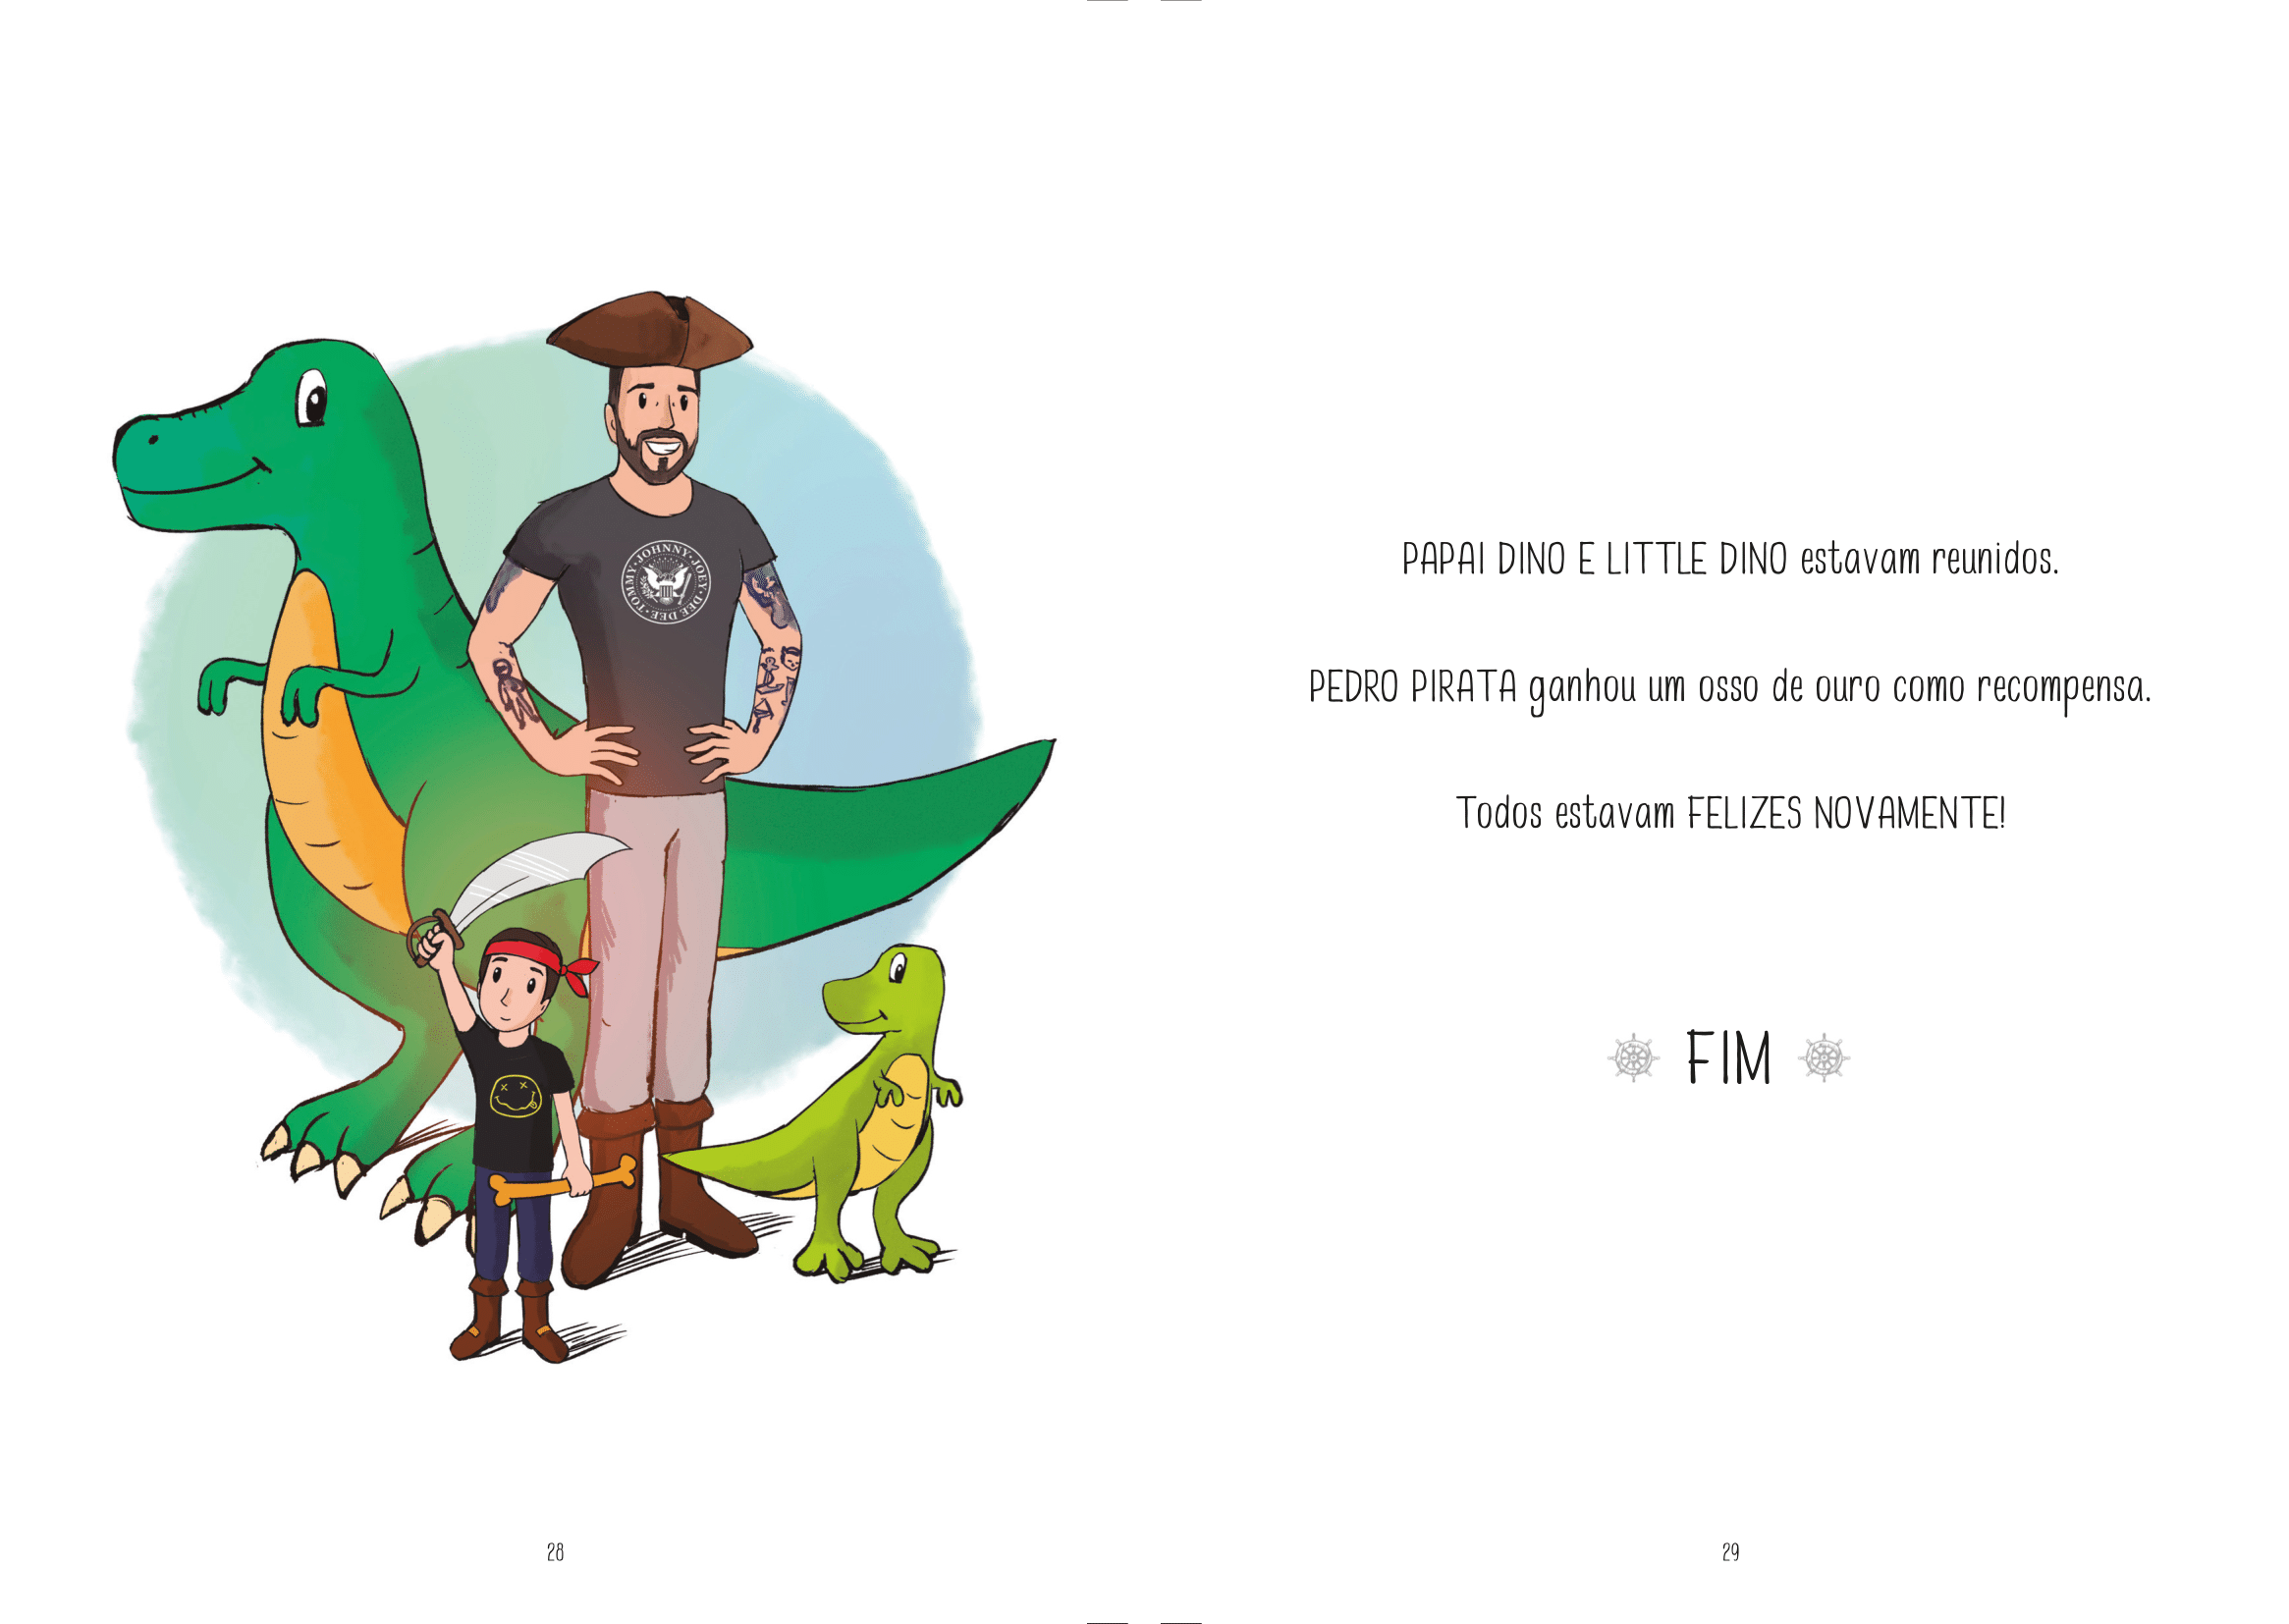 JOHNNY · JOEY · DEE DEE · TOMMY ·
PAPAI DINO E LITTLE DINO estavam reunidos.
PEDRO PIRATA ganhou um osso de ouro como recompensa.
Todos estavam FELIZES NOVAMENTE!
FIM
28
29